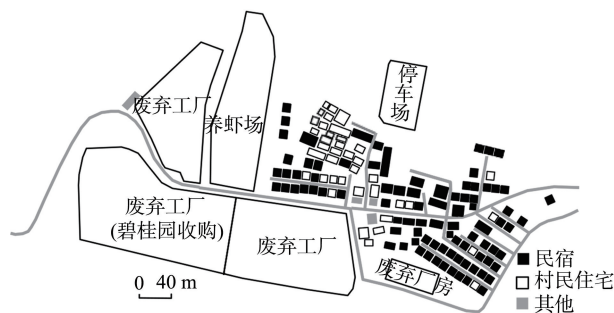 停车场
废弃工厂
养虾场
废弃工厂
(碧桂园收购)
废弃工厂
废弃厂房
0 40 m
民宿
村民住宅
其他